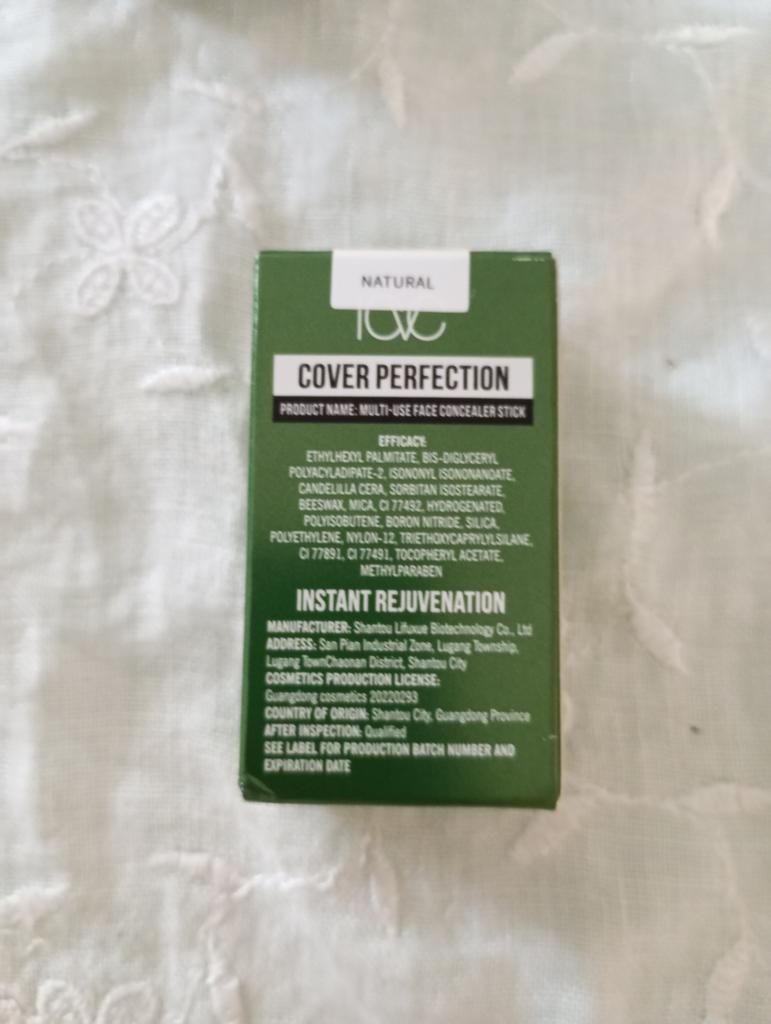 NATURAL
COVER PERFECTION
PRODUCT NAME: MULTI-USE FACE CONCEALER STICK
EFFICACY:
ETHYLHEXYL PALMITATE, BIS-DIGLYCERYL
POLYACYLADIPATE-2, ISONONYL ISONONANOATE,
CANDELILLA CERA, SORBITAN ISOSTEARATE,
BEESWAX, MICA, CI 77492, HYDROGENATED,
POLYISOBUTENE, BORON NITRIDE, SILICA,
POLYETHYLENE, NYLON-12, TRIETHOXYCAPRYLYLSILANE,
CI 77891, CI 77491, TOCOPHERYL ACETATE,
METHYLPARABEN
INSTANT REJUVENATION
MANUFACTURER: Shantou Lifuxue Biotechnology Co., Ltd
ADDRESS: San Pian Industrial Zone, Lugang Township,
Lugang TownChaonan District, Shantou City
COSMETICS PRODUCTION LICENSE:
Guangdong cosmetics 20220293
COUNTRY OF ORIGIN: Shantou City, Guangdong Province
AFTER INSPECTION: Qualified
SEE LABEL FOR PRODUCTION BATCH NUMBER AND
EXPIRATION DATE